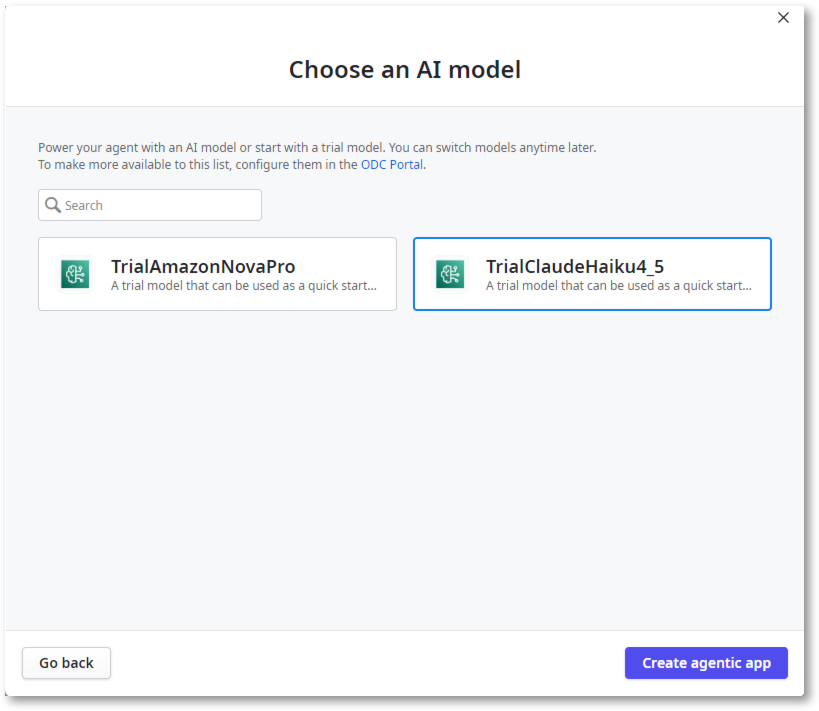 Choose an AI model
Power your agent with an AI model or start with a trial model. You can switch models anytime later.
To make more available to this list, configure them in the ODC Portal.
Search
TrialAmazonNovaPro
A trial model that can be used as a quick start...
TrialClaudeHaiku4_5
A trial model that can be used as a quick start...
Go back
Create agentic app